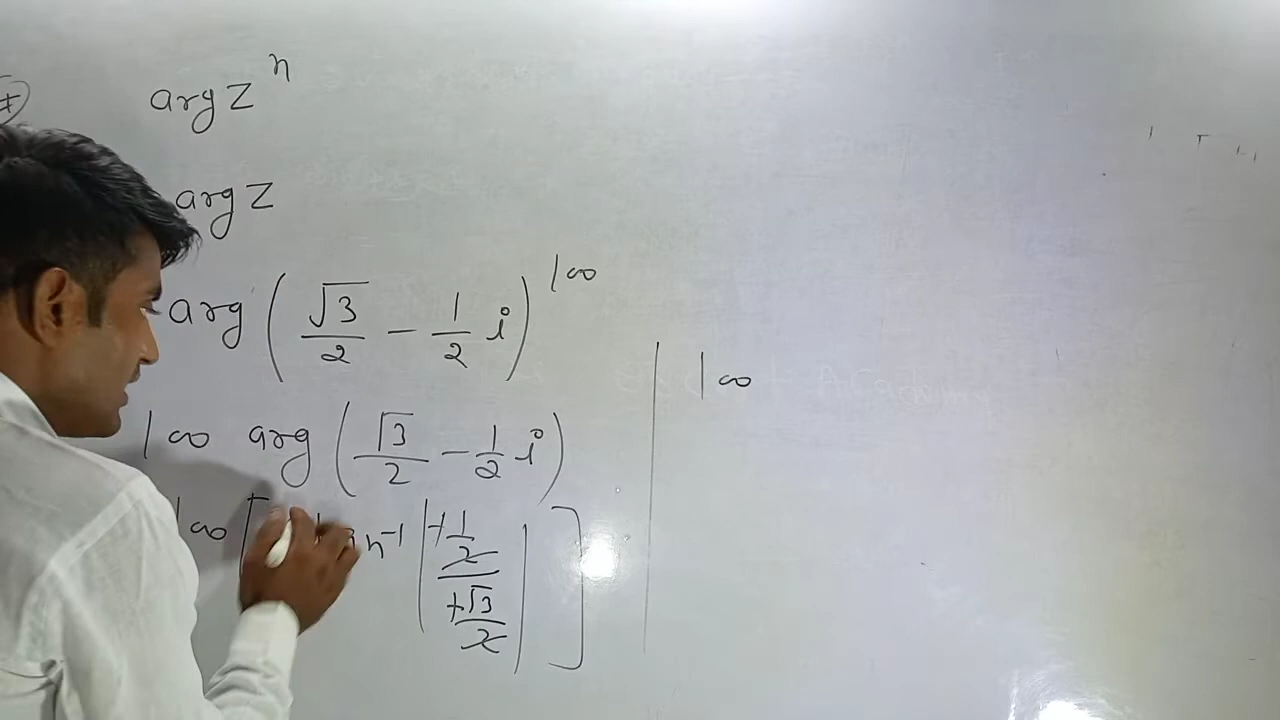 arg z^n
arg z
arg (√3/2 - 1/2 i)^100
100 arg (√3/2 - 1/2 i)
100 [ tan^-1 | +1/2 / +√3/2 | ]
100